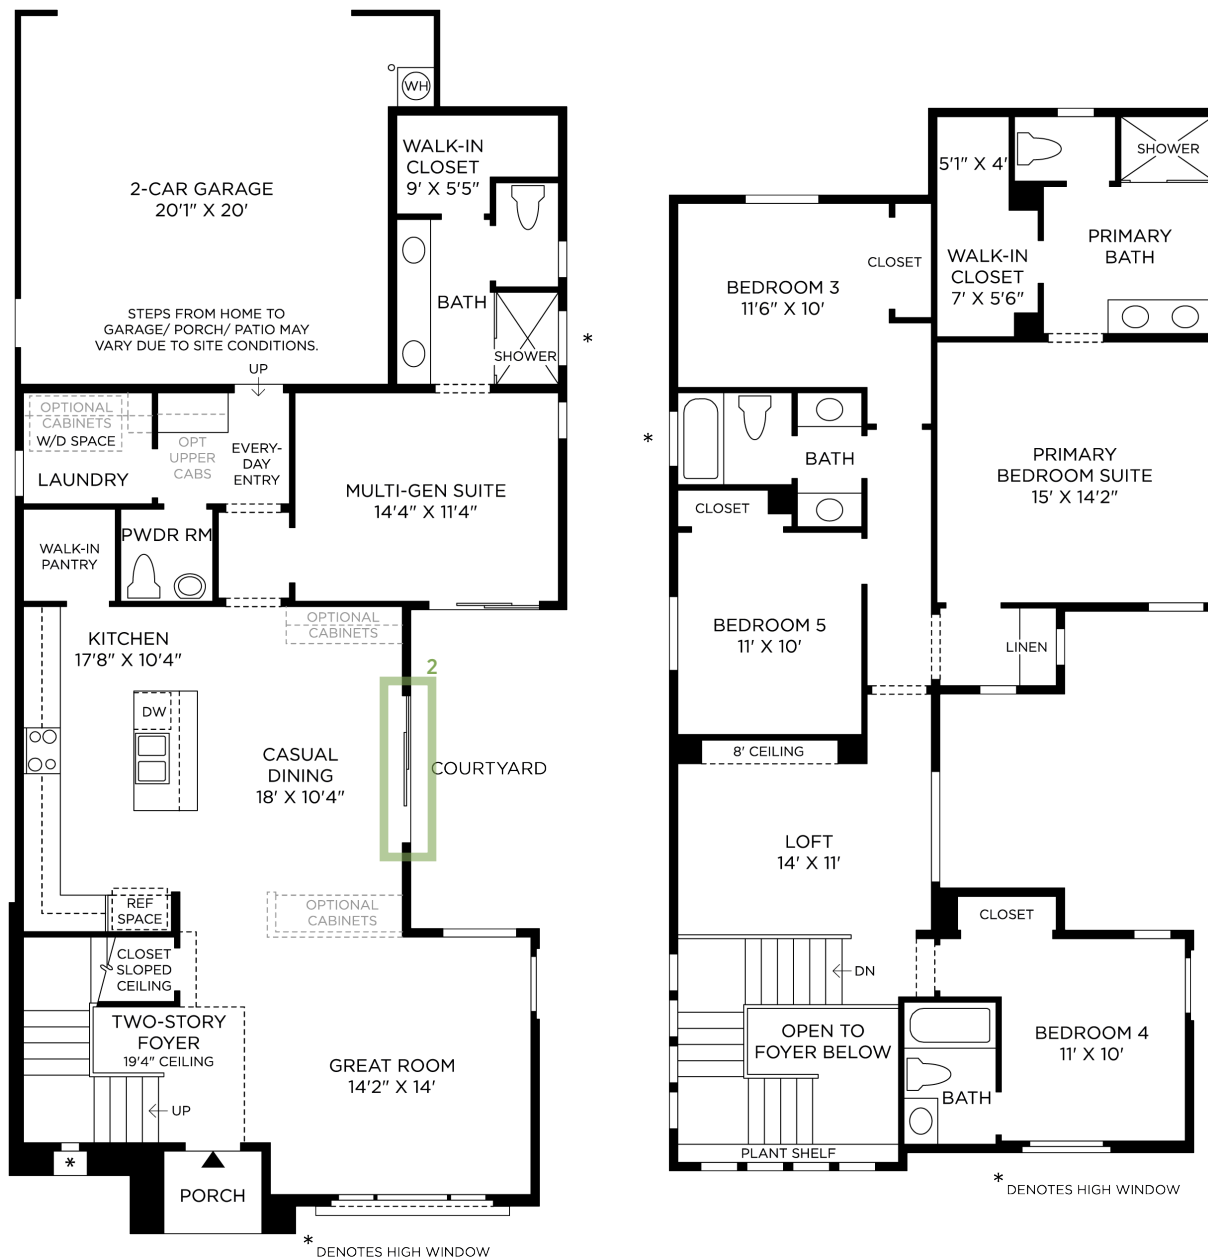 WH
WALK-IN
CLOSET
9' X 5'5"
2-CAR GARAGE
20'1" X 20'
BATH
STEPS FROM HOME TO
GARAGE/ PORCH/ PATIO MAY
VARY DUE TO SITE CONDITIONS.
SHOWER
*
UP
OPTIONAL
CABINETS
W/D SPACE
LAUNDRY
OPT
UPPER
CABS
EVERY-
DAY
ENTRY
MULTI-GEN SUITE
14'4" X 11'4"
PWDR RM
WALK-IN
PANTRY
OPTIONAL
CABINETS
KITCHEN
17'8" X 10'4"
2
DW
CASUAL
DINING
18' X 10'4"
COURTYARD
REF
SPACE
OPTIONAL
CABINETS
CLOSET
SLOPED
CEILING
TWO-STORY
FOYER
19'4" CEILING
GREAT ROOM
14'2" X 14'
UP
*
PORCH
* DENOTES HIGH WINDOW
5'1" X 4'
SHOWER
PRIMARY
BATH
WALK-IN
CLOSET
7' X 5'6"
CLOSET
BEDROOM 3
11'6" X 10'
*
BATH
PRIMARY
BEDROOM SUITE
15' X 14'2"
CLOSET
BEDROOM 5
11' X 10'
LINEN
8' CEILING
LOFT
14' X 11'
CLOSET
DN
OPEN TO
FOYER BELOW
BEDROOM 4
11' X 10'
BATH
PLANT SHELF
* DENOTES HIGH WINDOW